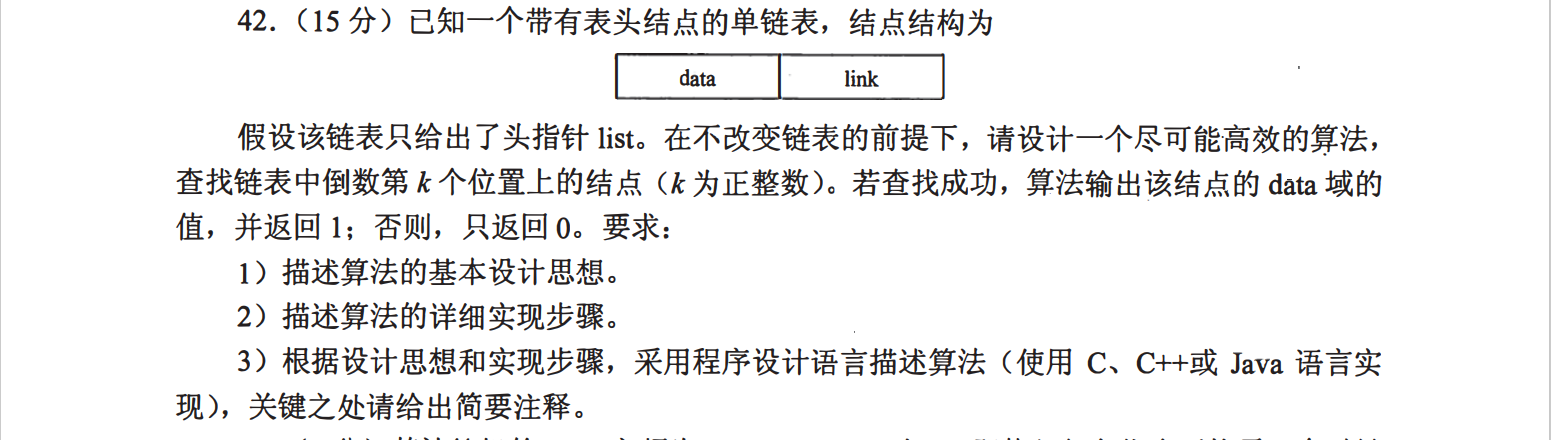 42.（15 分）已知一个带有表头结点的单链表，结点结构为
data link
假设该链表只给出了头指针 list。在不改变链表的前提下，请设计一个尽可能高效的算法，
查找链表中倒数第 k 个位置上的结点（k 为正整数）。若查找成功，算法输出该结点的 data 域的
值，并返回 1；否则，只返回 0。要求：
1）描述算法的基本设计思想。
2）描述算法的详细实现步骤。
3）根据设计思想和实现步骤，采用程序设计语言描述算法（使用 C、C++或 Java 语言实
现），关键之处请给出简要注释。